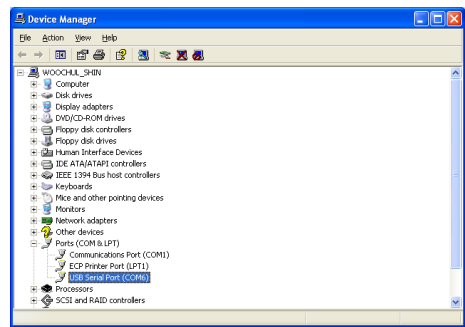 Device Manager
File Action View Help
WOOCHUL_SHIN
Computer
Disk drives
Display adapters
DVD/CD-ROM drives
Floppy disk controllers
Floppy disk drives
Human Interface Devices
IDE ATA/ATAPI controllers
IEEE 1394 Bus host controllers
Keyboards
Mice and other pointing devices
Monitors
Network adapters
Other devices
Ports (COM & LPT)
Communications Port (COM1)
ECP Printer Port (LPT1)
USB Serial Port (COM6)
Processors
SCSI and RAID controllers